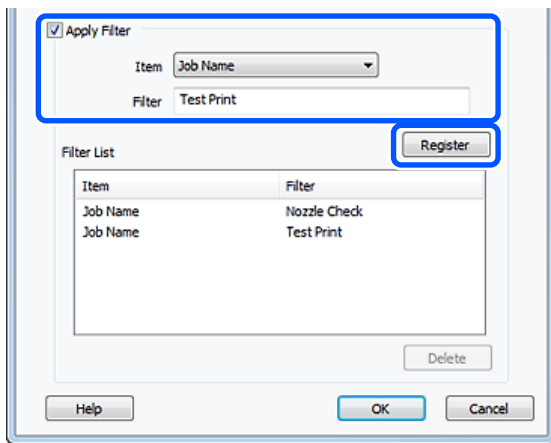 Apply Filter
Item Job Name
Filter Test Print
Register
Filter List
Item Filter
Job Name Nozzle Check
Job Name Test Print
Delete
Help OK Cancel